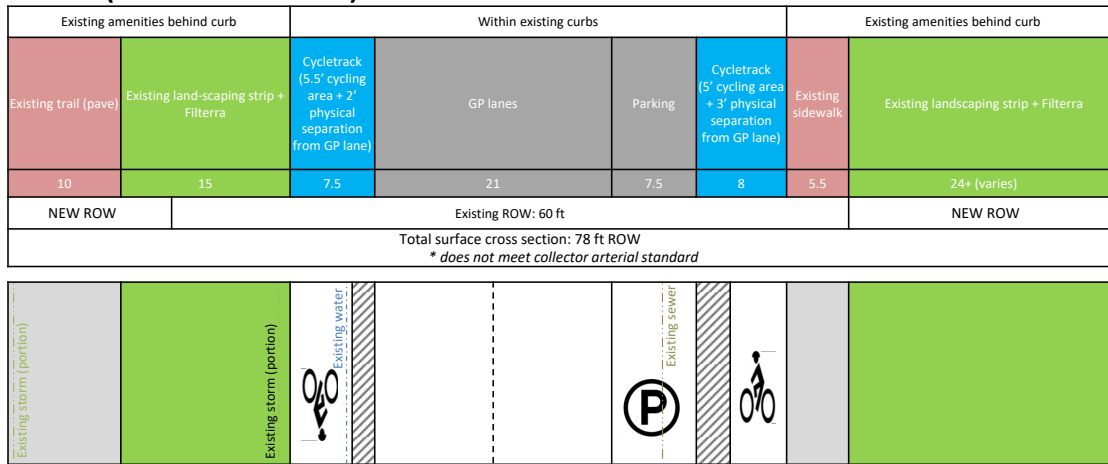 Existing amenities behind curb
Within existing curbs
Existing amenities behind curb
Existing trail (pave)
Existing land-scaping strip +
Filterra
Cycletrack
(5.5' cycling
area + 2'
physical
separation
from GP lane)
GP lanes
Parking
Cycletrack
(5' cycling area
+ 3' physical
separation
from GP lane)
Existing
sidewalk
Existing landscaping strip + Filterra
10
15
7.5
21
7.5
8
5.5
24+ (varies)
NEW ROW
Existing ROW: 60 ft
NEW ROW
Total surface cross section: 78 ft ROW
* does not meet collector arterial standard
Existing storm (portion)
Existing storm (portion)
Existing water
Existing sewer
P